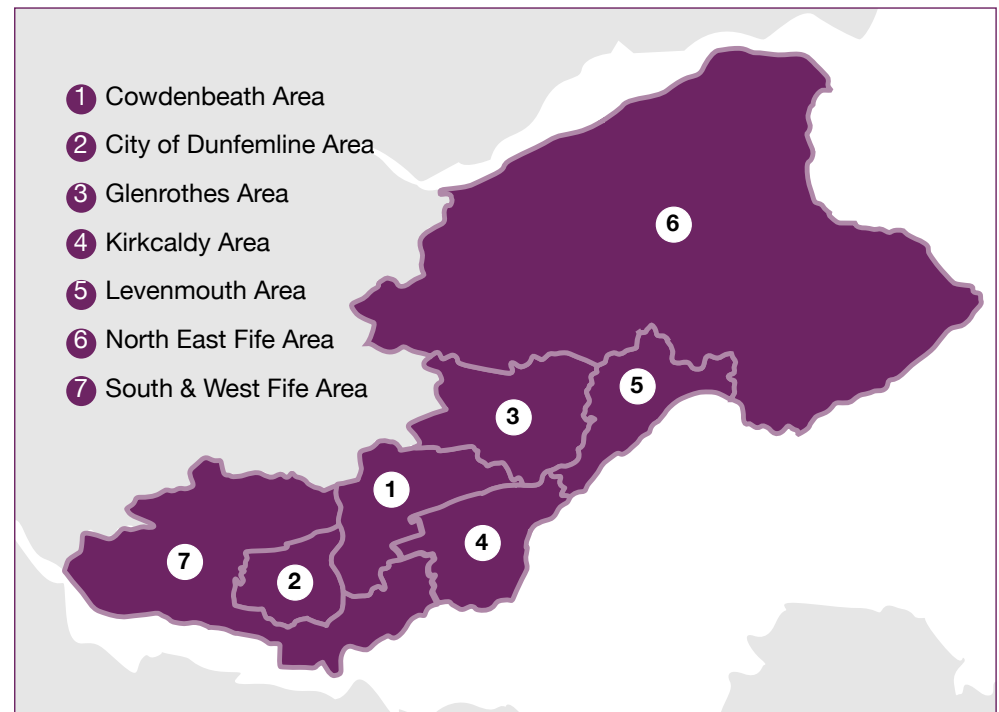 1 Cowdenbeath Area
2 City of Dunfemline Area
3 Glenrothes Area
4 Kirkcaldy Area
5 Levenmouth Area
6 North East Fife Area
7 South & West Fife Area
6
5
3
1
4
7
2